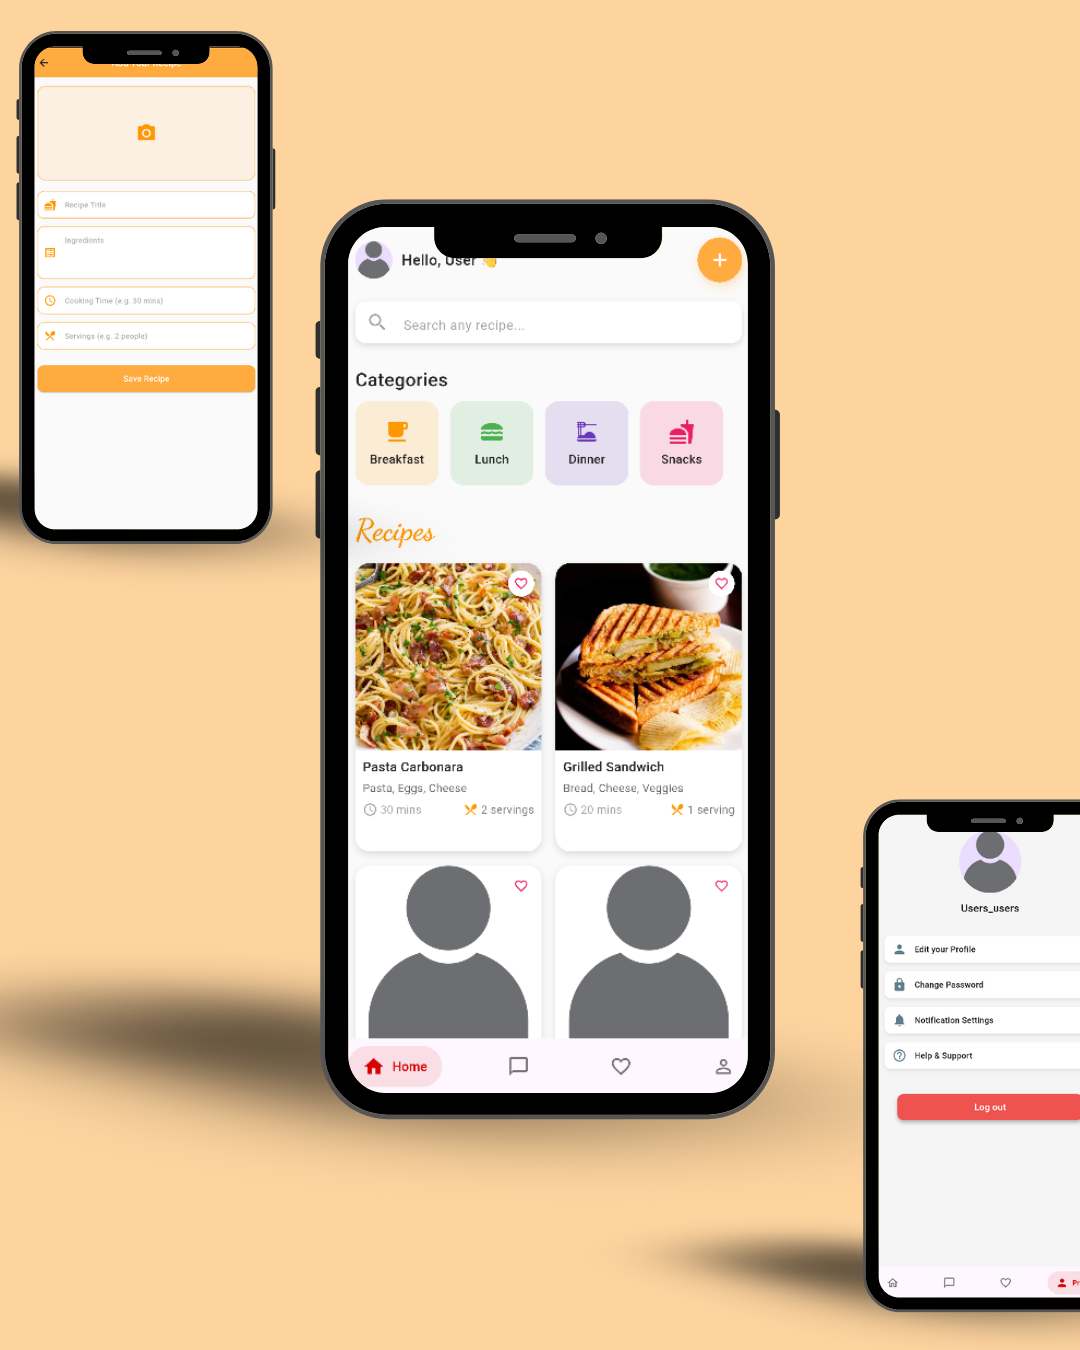 Recipe Title
Ingredients
Cooking Time (e.g. 30 mins)
Servings (e.g. 2 people)
Save Recipe
Hello, User 👋
Search any recipe...
Categories
Breakfast
Lunch
Dinner
Snacks
Recipes
Pasta Carbonara
Pasta, Eggs, Cheese
30 mins
2 servings
Grilled Sandwich
Bread, Cheese, Veggies
20 mins
1 serving
Home
Users_users
Edit your Profile
Change Password
Notification Settings
Help & Support
Log out
Pr